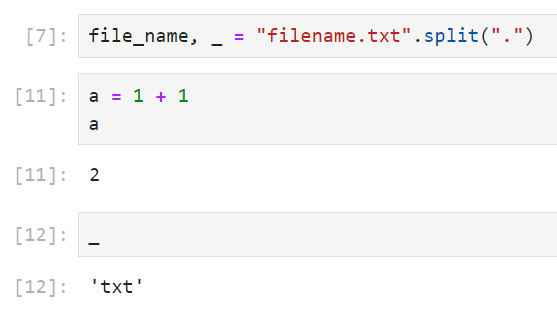 [7]: file_name, _ = "filename.txt".split(".")
[11]: a = 1 + 1
a
[11]: 2
[12]: _
[12]: 'txt'